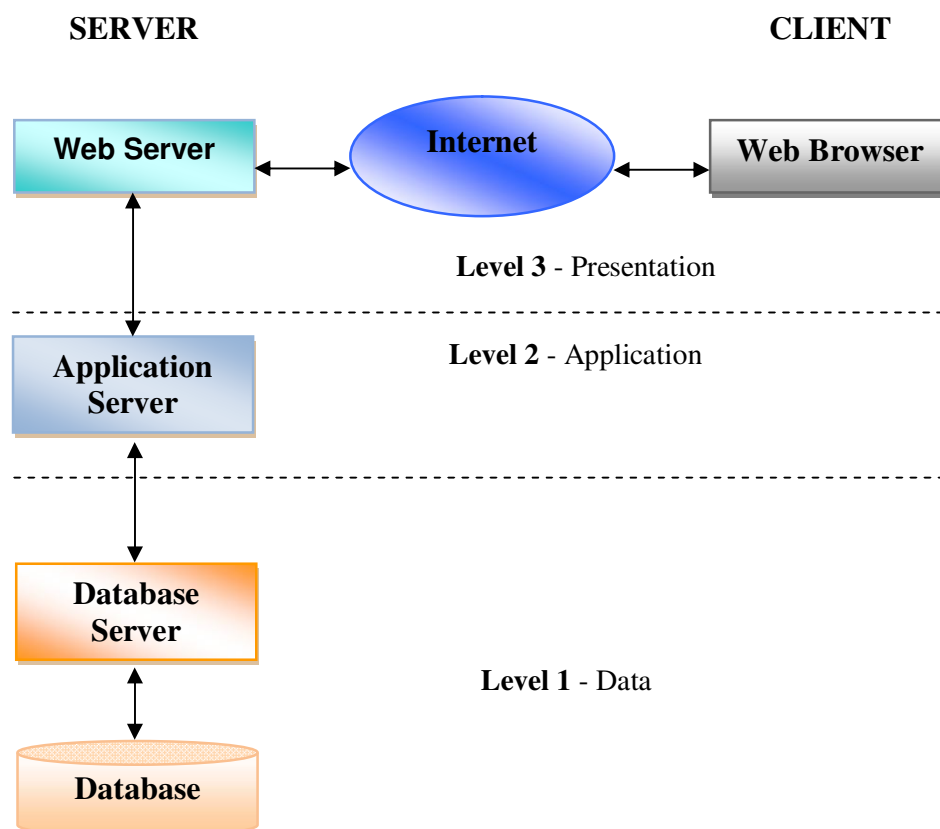 SERVER
CLIENT
Web Server
Internet
Web Browser
Level 3 - Presentation
Level 2 - Application
Application
Server
Database
Server
Level 1 - Data
Database